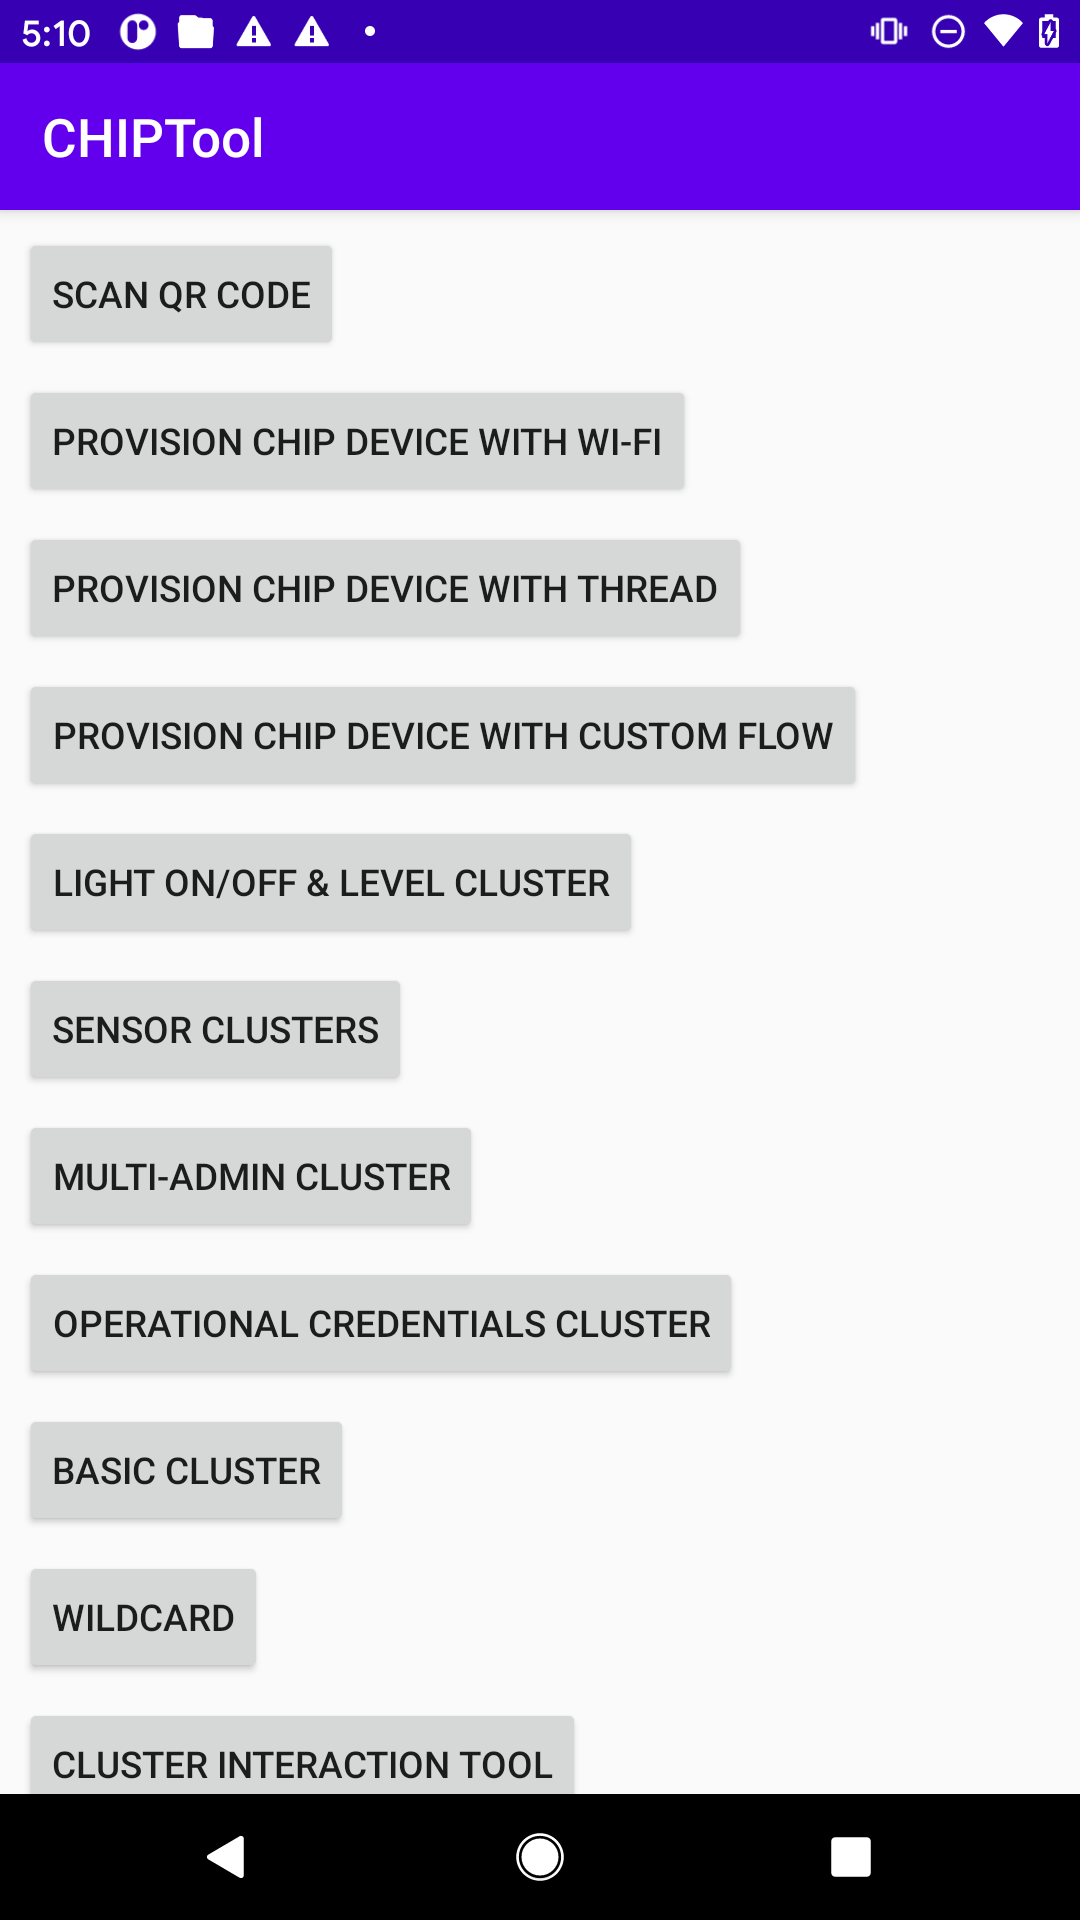 5:10
CHIPTool
SCAN QR CODE
PROVISION CHIP DEVICE WITH WI-FI
PROVISION CHIP DEVICE WITH THREAD
PROVISION CHIP DEVICE WITH CUSTOM FLOW
LIGHT ON/OFF & LEVEL CLUSTER
SENSOR CLUSTERS
MULTI-ADMIN CLUSTER
OPERATIONAL CREDENTIALS CLUSTER
BASIC CLUSTER
WILDCARD
CLUSTER INTERACTION TOOL